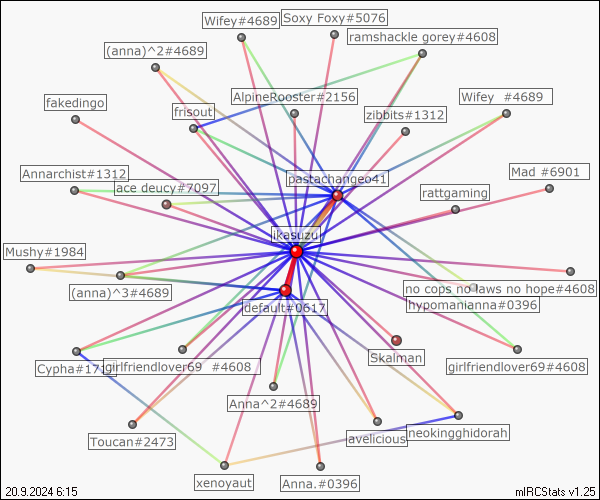 Wifey#4689
Soxy Foxy#5076
ramshackle gorey#4608
(anna)^2#4689
fakedingo
frisout
AlpineRooster#2156
zibbits#1312
Wifey #4689
Annarchist#1312
ace deucy#7097
pastachangeo41
rattgaming
Mad #6901
ikasuzu
Mushy#1984
(anna)^3#4689
default#0617
no cops no laws no hope#4608
hypomanianna#0396
Cypha#17
girlfriendlover69 #4608
Skalman
girlfriendlover69#4608
Anna^2#4689
Toucan#2473
avelicious
neokingghidorah
xenoyaut
Anna.#0396
20.9.2024 6:15
mIRCStats v1.25